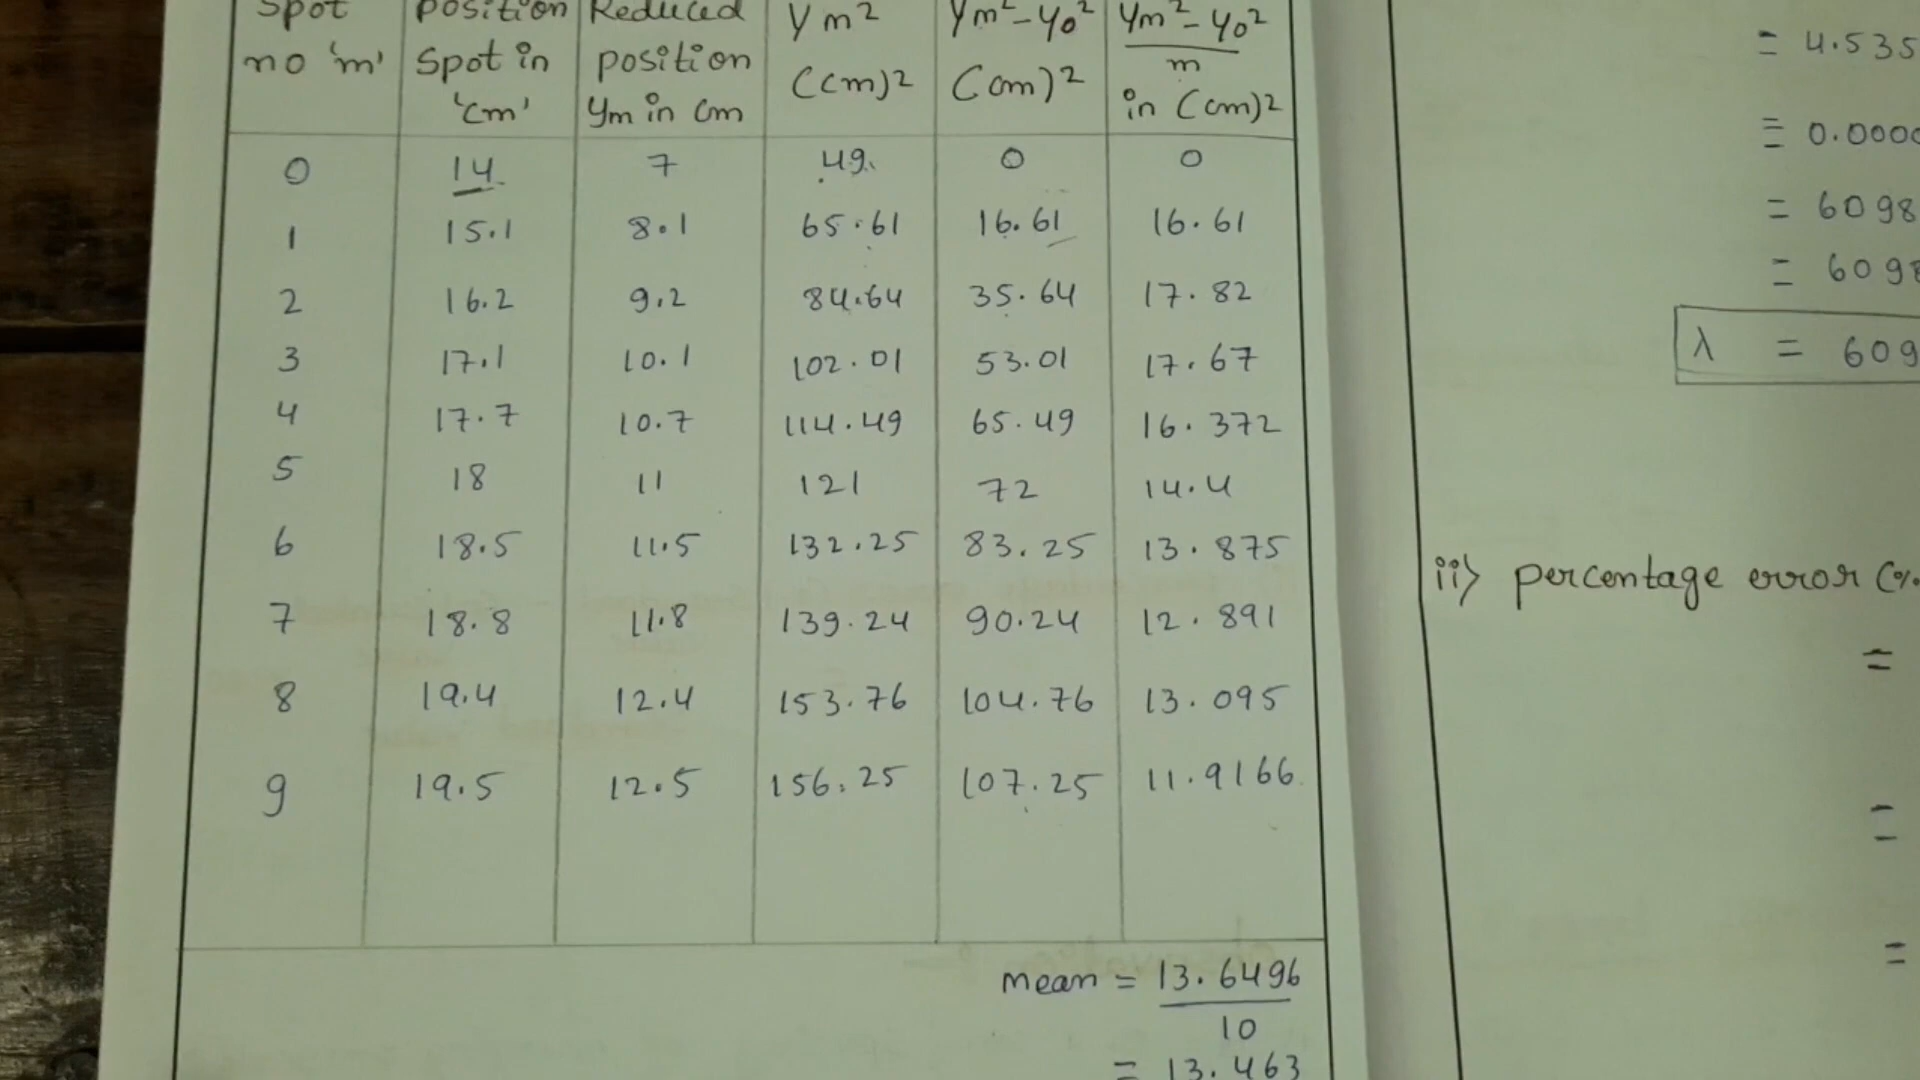 Spot position Reduced Ym2 Ym2-yo2 Ym2-yo2
no 'm' Spot in position (cm)2 (cm)2 m
'cm' Ym in cm in (cm)2
0 14 7 49 0 0
1 15.1 8.1 65.61 16.61 16.61
2 16.2 9.2 84.64 35.64 17.82
3 17.1 10.1 102.01 53.01 17.67
4 17.7 10.7 114.49 65.49 16.372
5 18 11 121 72 14.4
6 18.5 11.5 132.25 83.25 13.875
7 18.8 11.8 139.24 90.24 12.891
8 19.4 12.4 153.76 104.76 13.095
9 19.5 12.5 156.25 107.25 11.9166
mean = 13.6496
10
= 13.463
= 4.535
= 0.000
= 6098
= 609
λ = 609
ii) percentage error (%
=
=
=